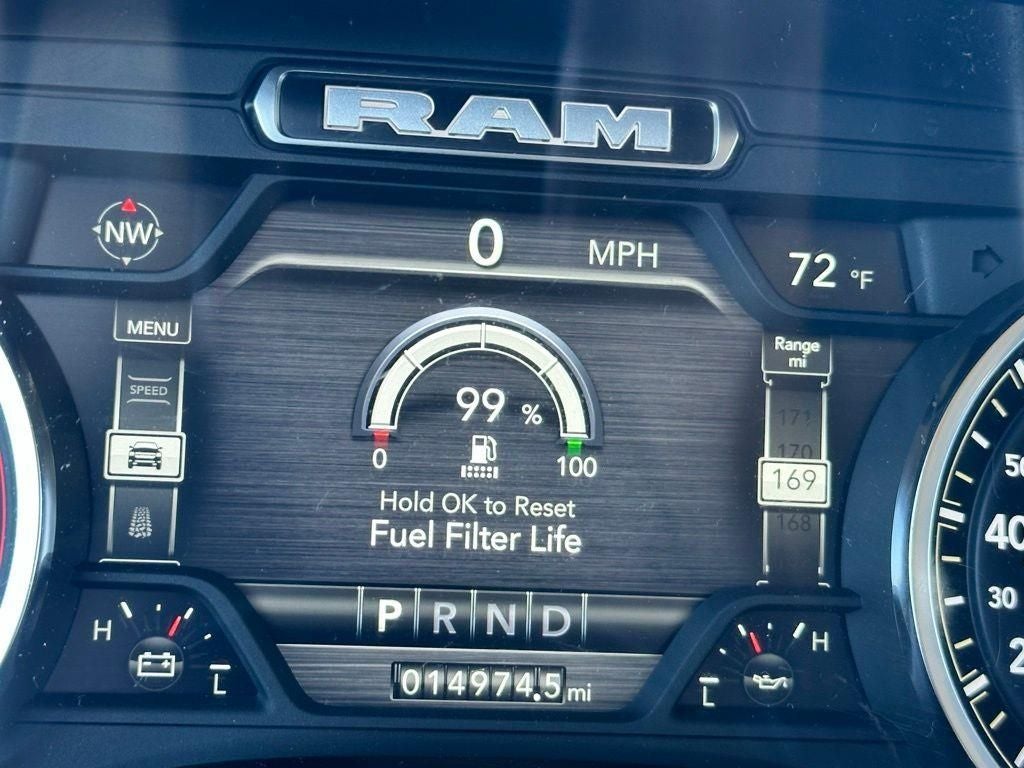 RAM
NW
0 MPH
72 °F
MENU
SPEED
Range
mi
171
170
169
168
99 %
0
100
Hold OK to Reset
Fuel Filter Life
P R N D
H
L
014974.5 mi
H
L
40
30